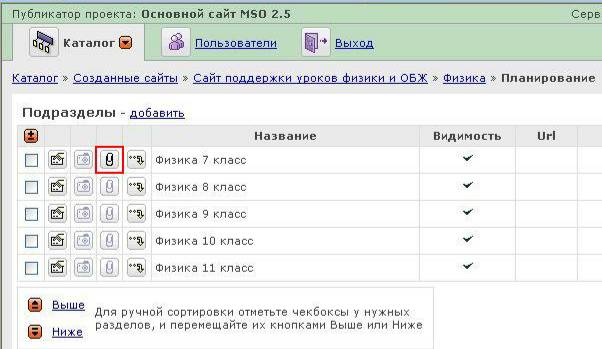 Публикатор проекта: Основной сайт MSO 2.5 Серв
Каталог Пользователи Выход
Каталог » Созданные сайты » Сайт поддержки уроков физики и ОБЖ » Физика » Планирование
Подразделы - добавить
Название Видимость Url
Физика 7 класс
Физика 8 класс
Физика 9 класс
Физика 10 класс
Физика 11 класс
Выше
Ниже
Для ручной сортировки отметьте чекбоксы у нужных
разделов, и перемещайте их кнопками Выше или Ниже